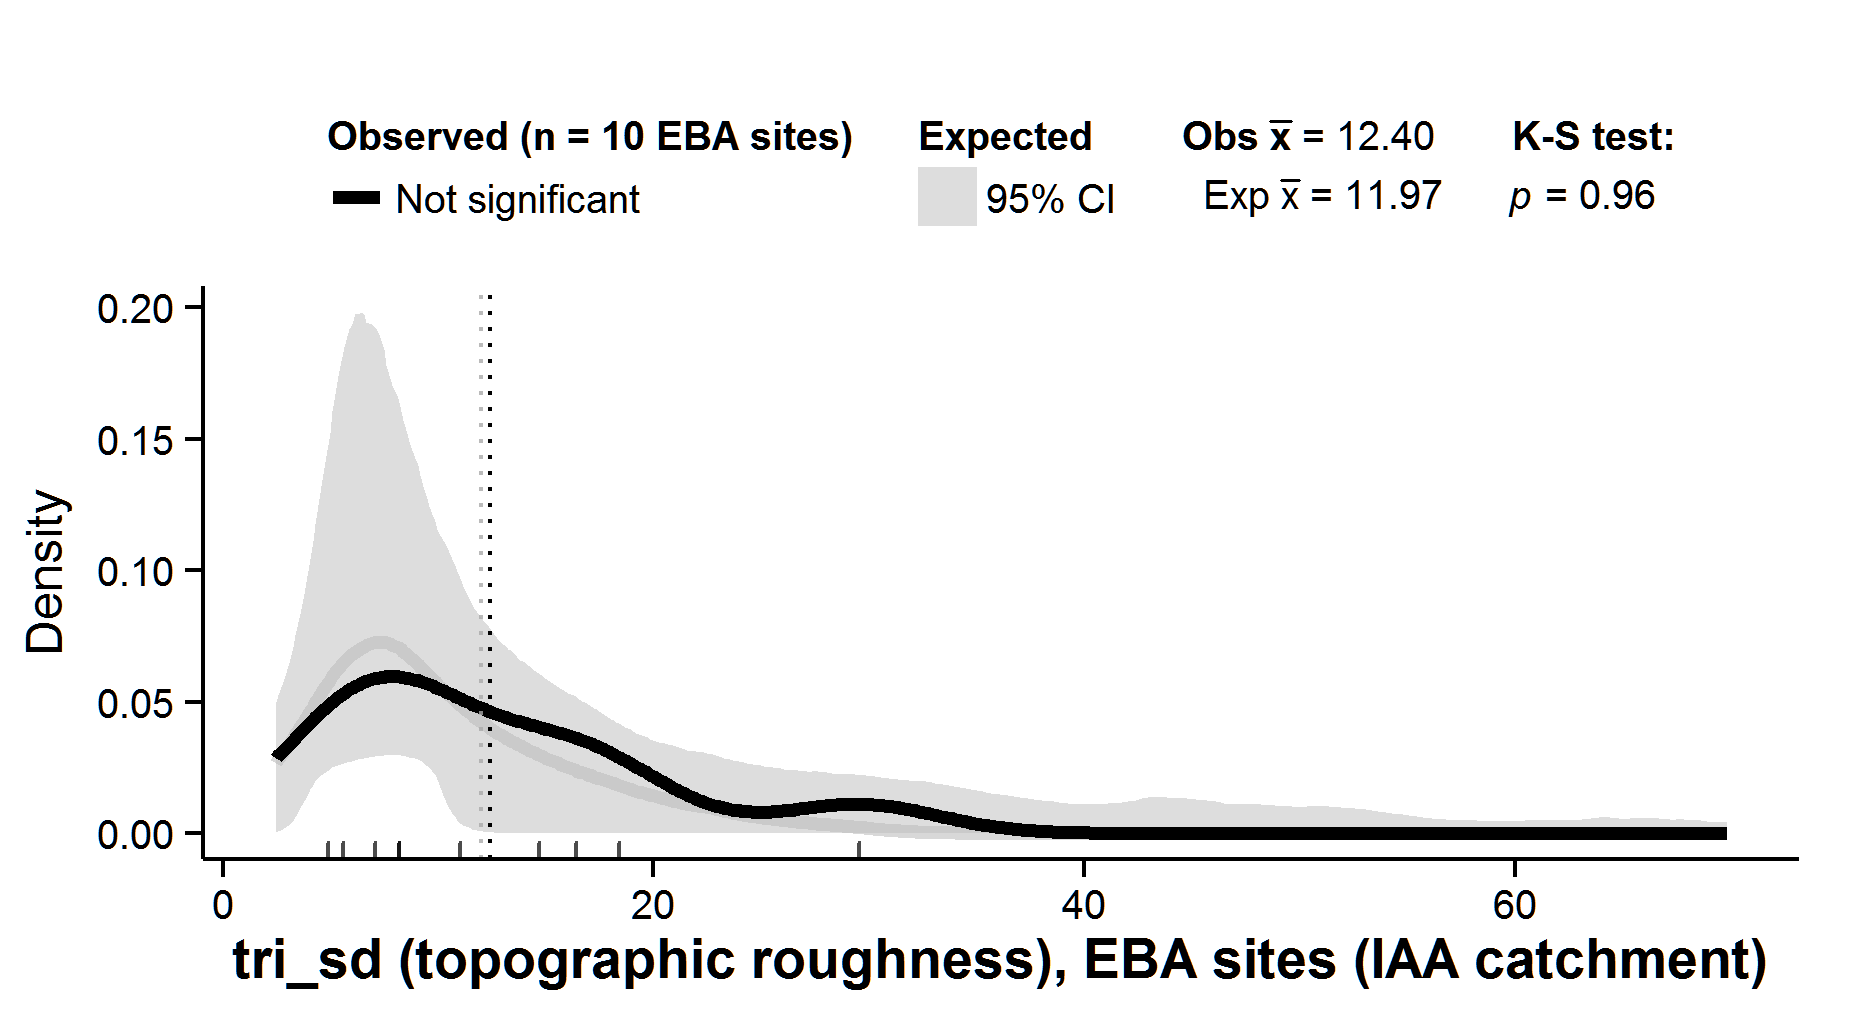 Observed (n = 10 EBA sites) Expected Obs x̅ = 12.40 K-S test:
Not significant 95% CI Exp x̅ = 11.97 p = 0.96
0.20
0.15
0.10
0.05
0.00
Density
0 20 40 60
tri_sd (topographic roughness), EBA sites (IAA catchment)